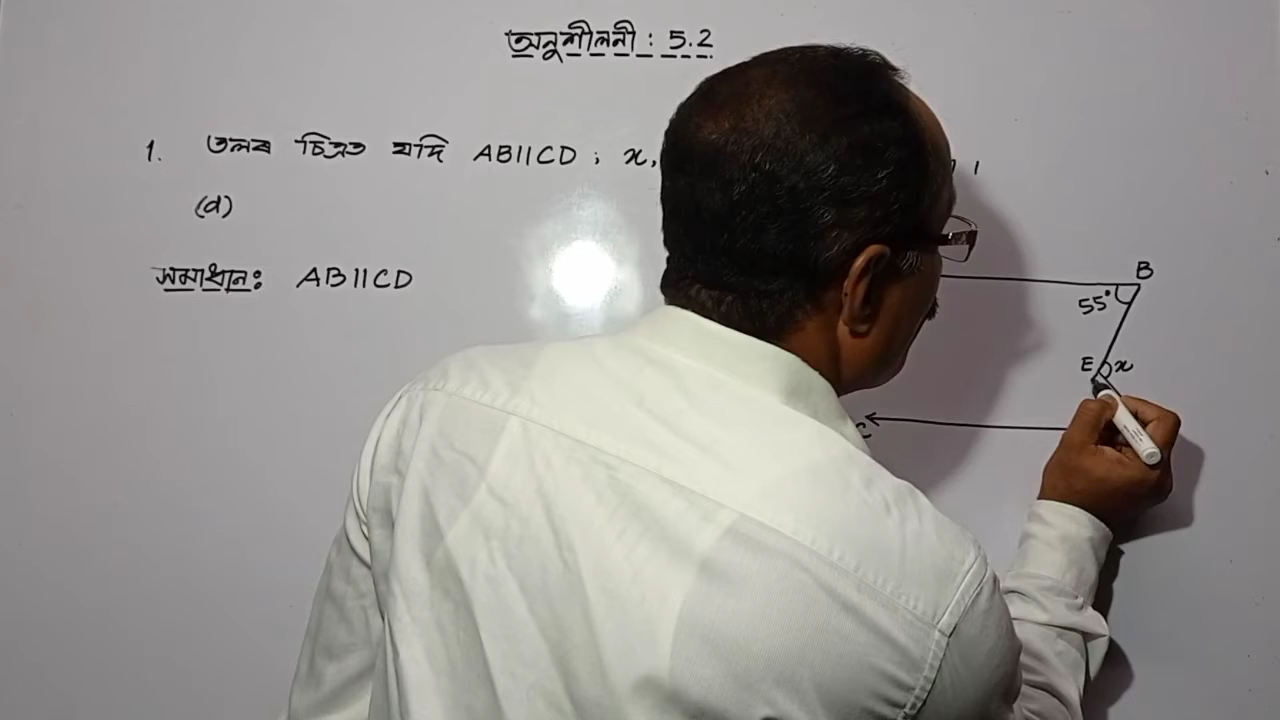 অনুশীলনী : 5.2
1. তলৰ চিত্ৰত যদি AB||CD ; x,
(d)
সমাধানঃ AB||CD
B
55°
E x
C